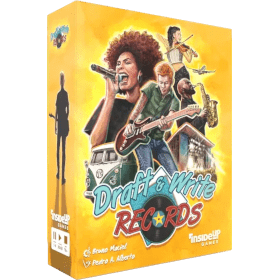 Draft & Write
RECORDS
Bruno Maciel
Pedro A. Alberto
inside up
GAMES